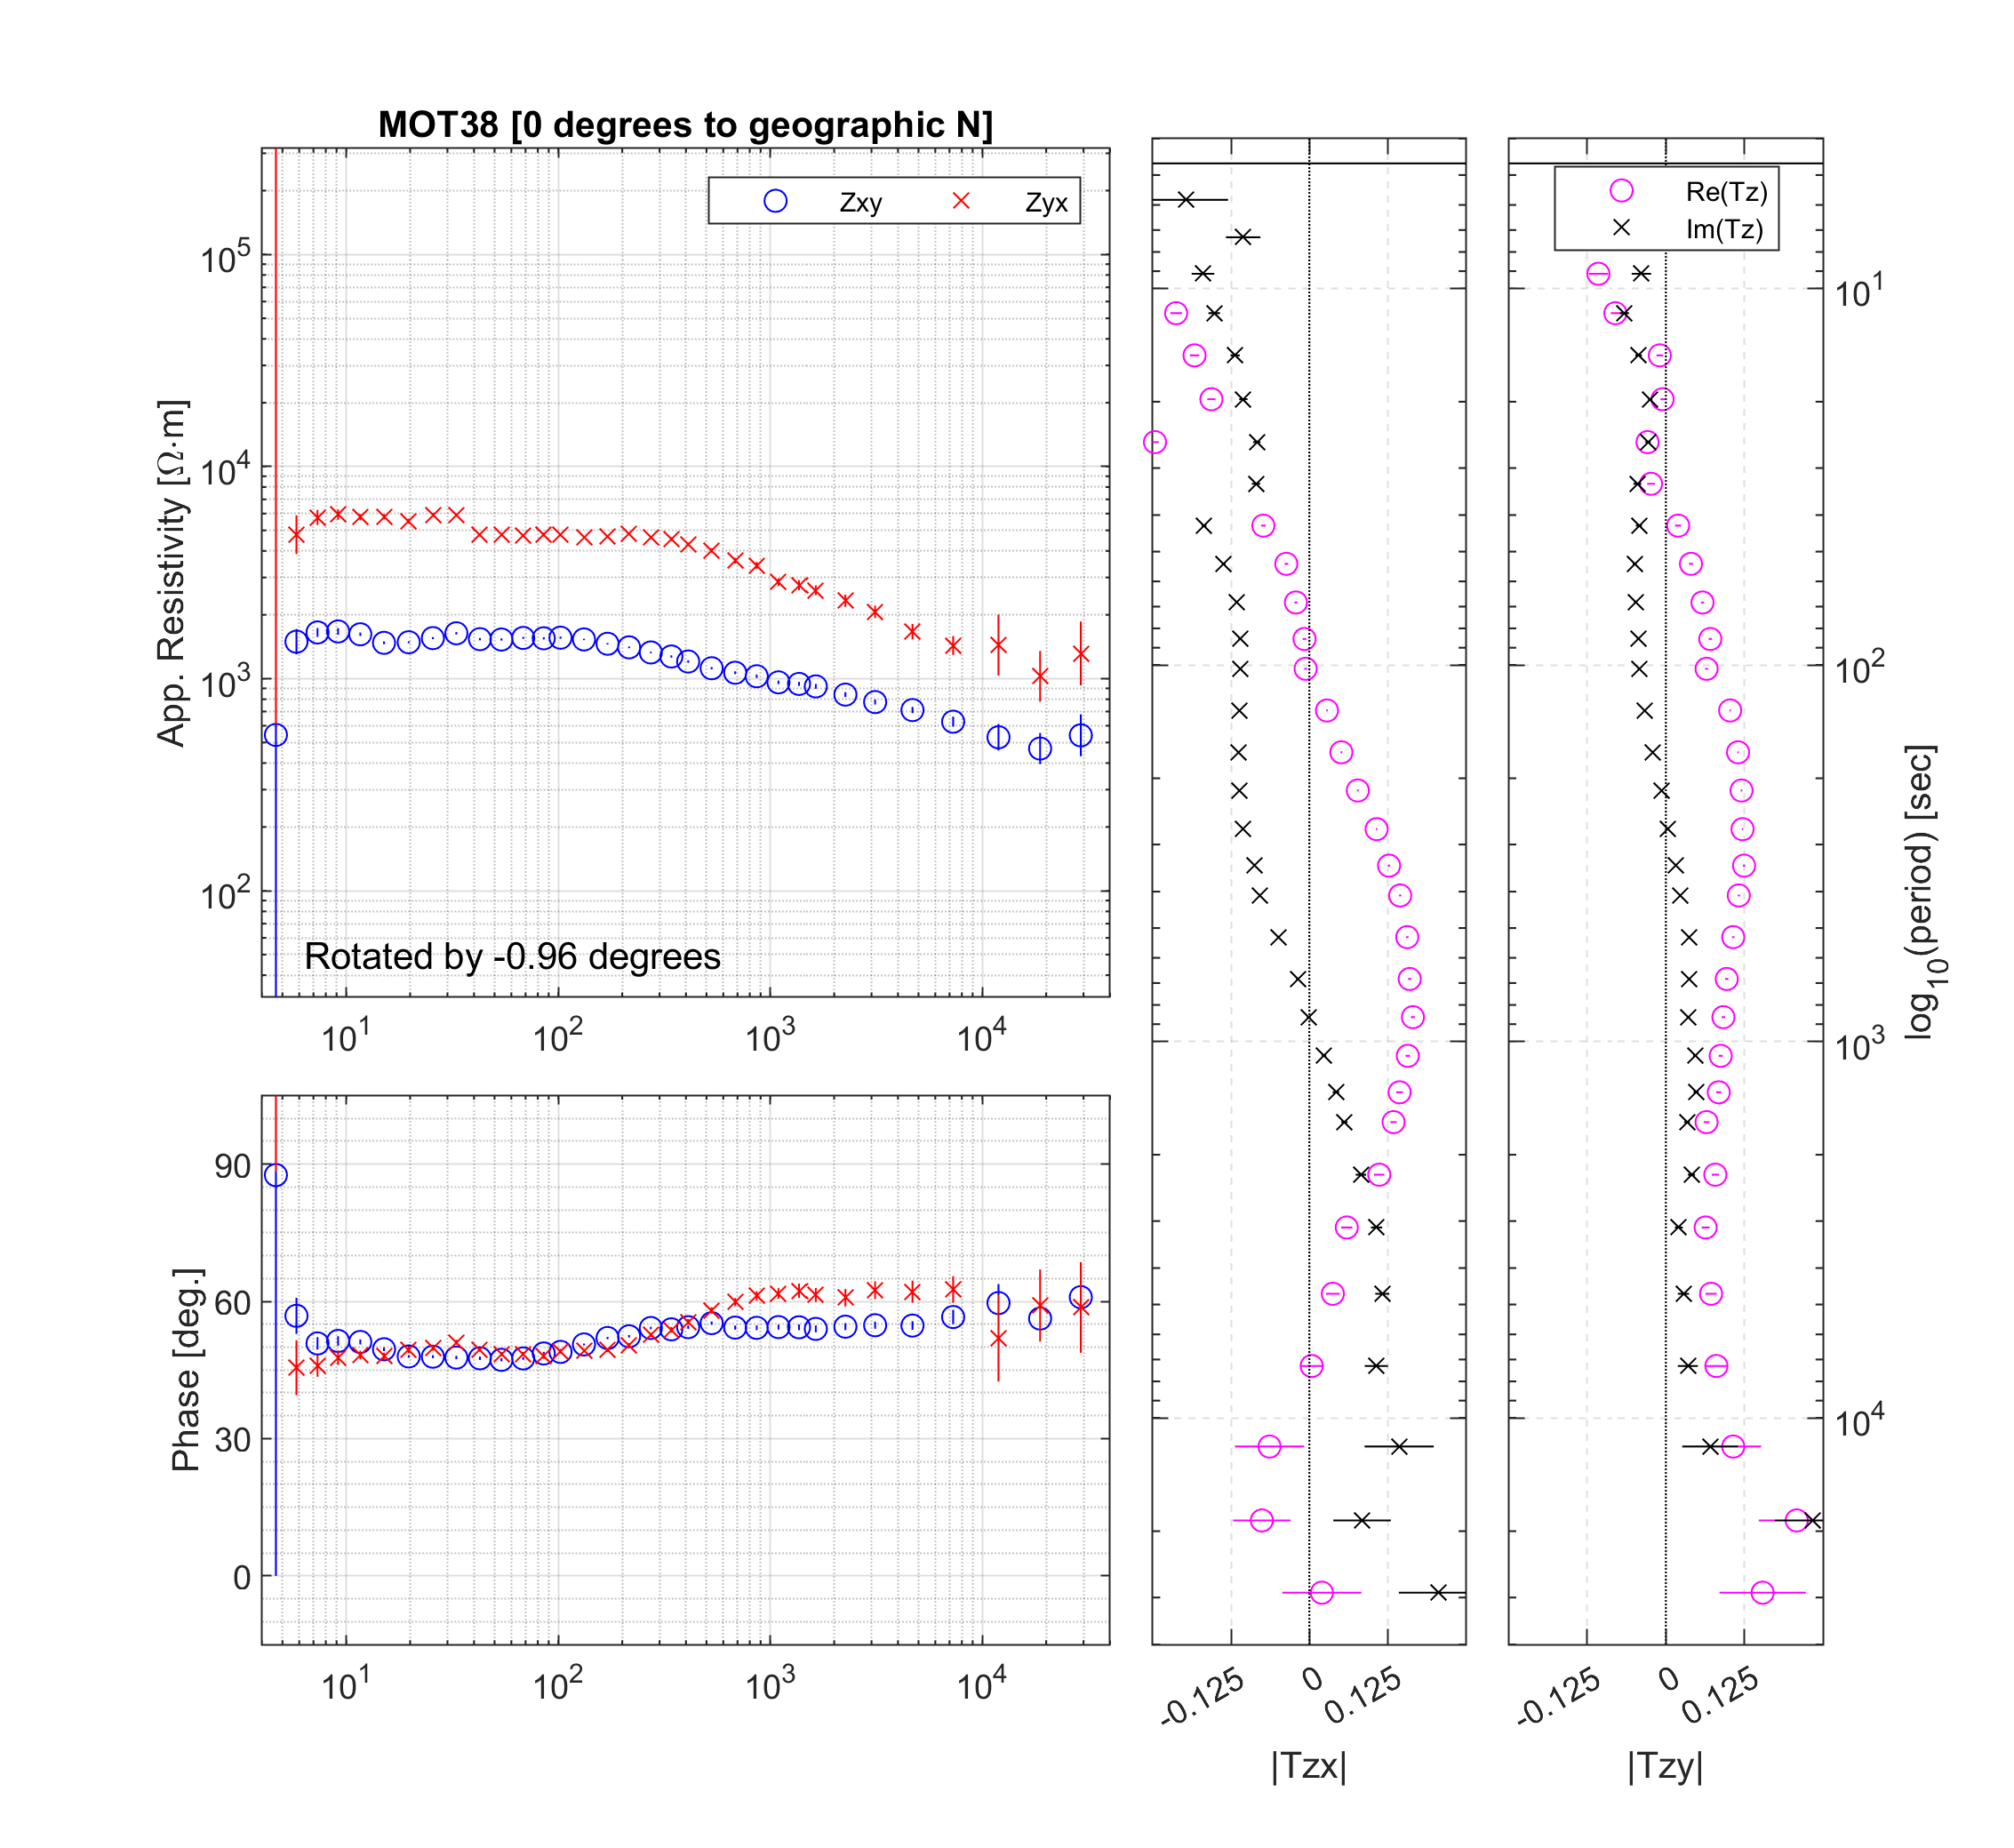 MOT38 [0 degrees to geographic N]
Zxy Zyx
App. Resistivity [Ω·m]
10^5
10^4
10^3
10^2
Rotated by -0.96 degrees
10^1 10^2 10^3 10^4
Phase [deg.]
90
60
30
0
10^1 10^2 10^3 10^4
-0.125 0 0.125
|Tzx|
Re(Tz)
Im(Tz)
-0.125 0 0.125
|Tzy|
10^1
10^2
10^3
10^4
log_10(period) [sec]